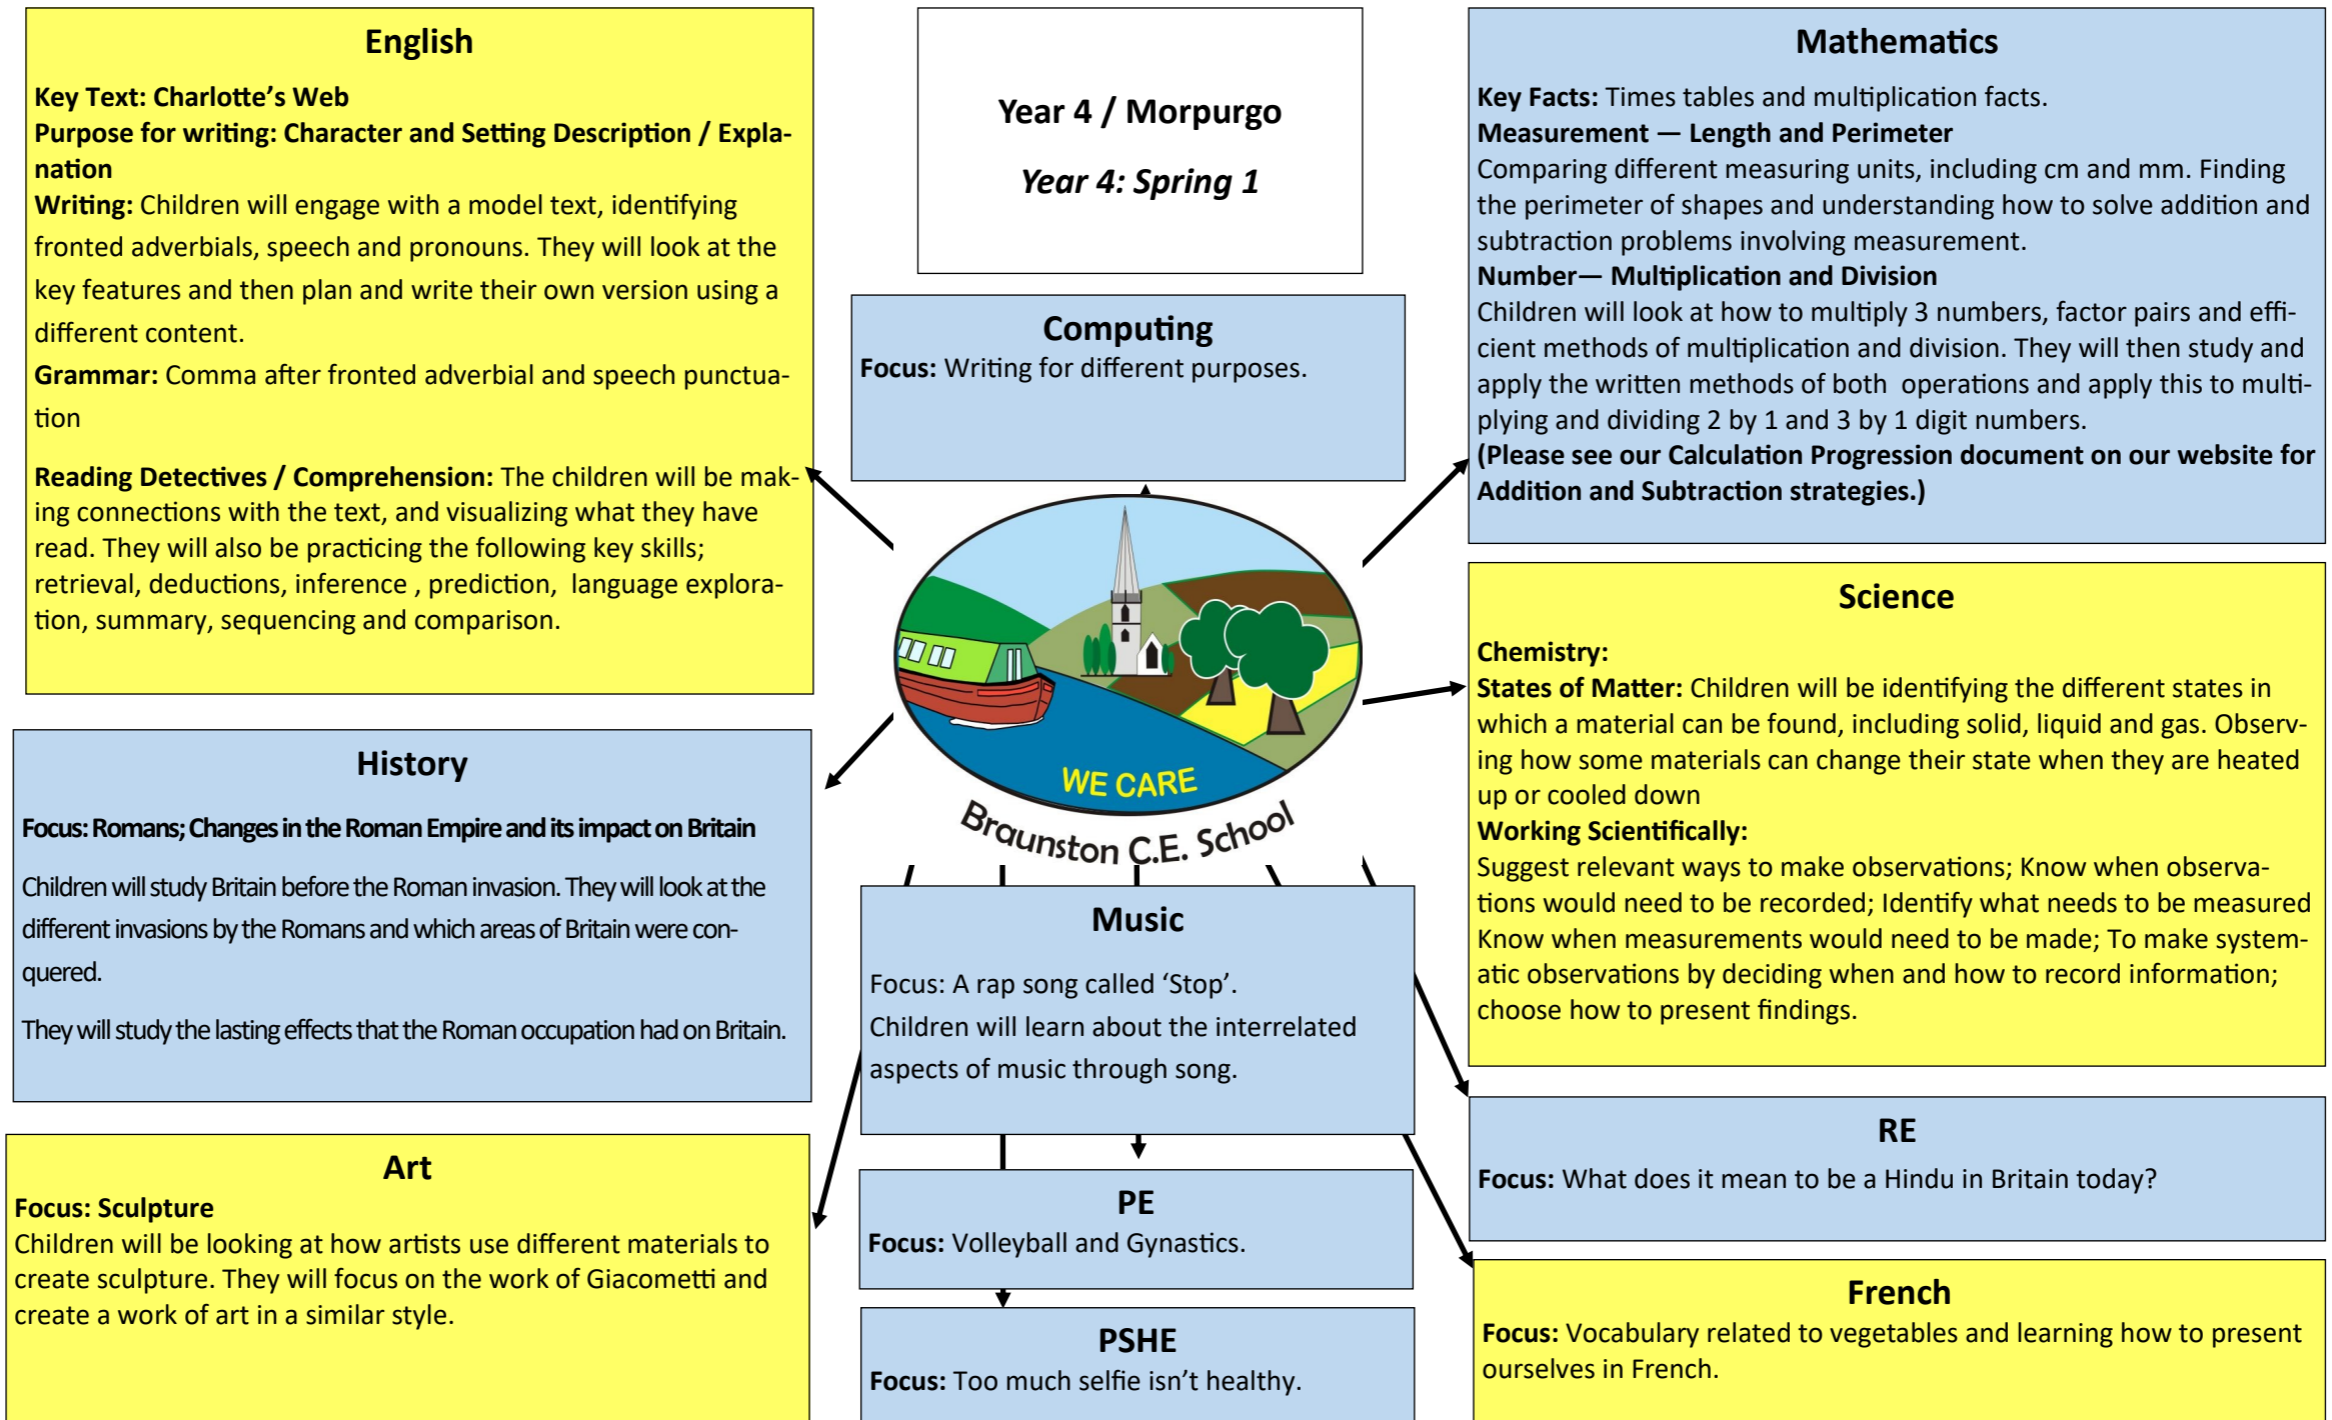 English
Key Text: Charlotte's Web
Purpose for writing: Character and Setting Description / Expla-
nation
Writing: Children will engage with a model text, identifying
fronted adverbials, speech and pronouns. They will look at the
key features and then plan and write their own version using a
different content.
Grammar: Comma after fronted adverbial and speech punctua-
tion
Reading Detectives / Comprehension: The children will be mak-
ing connections with the text, and visualizing what they have
read. They will also be practicing the following key skills;
retrieval, deductions, inference , prediction, language explora-
tion, summary, sequencing and comparison.
Year 4 / Morpurgo
Year 4: Spring 1
Computing
Focus: Writing for different purposes.
Mathematics
Key Facts: Times tables and multiplication facts.
Measurement — Length and Perimeter
Comparing different measuring units, including cm and mm. Finding
the perimeter of shapes and understanding how to solve addition and
subtraction problems involving measurement.
Number— Multiplication and Division
Children will look at how to multiply 3 numbers, factor pairs and effi-
cient methods of multiplication and division. They will then study and
apply the written methods of both operations and apply this to multi-
plying and dividing 2 by 1 and 3 by 1 digit numbers.
(Please see our Calculation Progression document on our website for
Addition and Subtraction strategies.)
WE CARE
Braunston C.E. School
Science
Chemistry:
States of Matter: Children will be identifying the different states in
which a material can be found, including solid, liquid and gas. Observ-
ing how some materials can change their state when they are heated
up or cooled down
Working Scientifically:
Suggest relevant ways to make observations; Know when observa-
tions would need to be recorded; Identify what needs to be measured
Know when measurements would need to be made; To make system-
atic observations by deciding when and how to record information;
choose how to present findings.
History
Focus: Romans; Changes in the Roman Empire and its impact on Britain
Children will study Britain before the Roman invasion. They will look at the
different invasions by the Romans and which areas of Britain were con-
quered.
They will study the lasting effects that the Roman occupation had on Britain.
Music
Focus: A rap song called ‘Stop’.
Children will learn about the interrelated
aspects of music through song.
RE
Focus: What does it mean to be a Hindu in Britain today?
Art
Focus: Sculpture
Children will be looking at how artists use different materials to
create sculpture. They will focus on the work of Giacometti and
create a work of art in a similar style.
PE
Focus: Volleyball and Gynastics.
PSHE
Focus: Too much selfie isn’t healthy.
French
Focus: Vocabulary related to vegetables and learning how to present
ourselves in French.